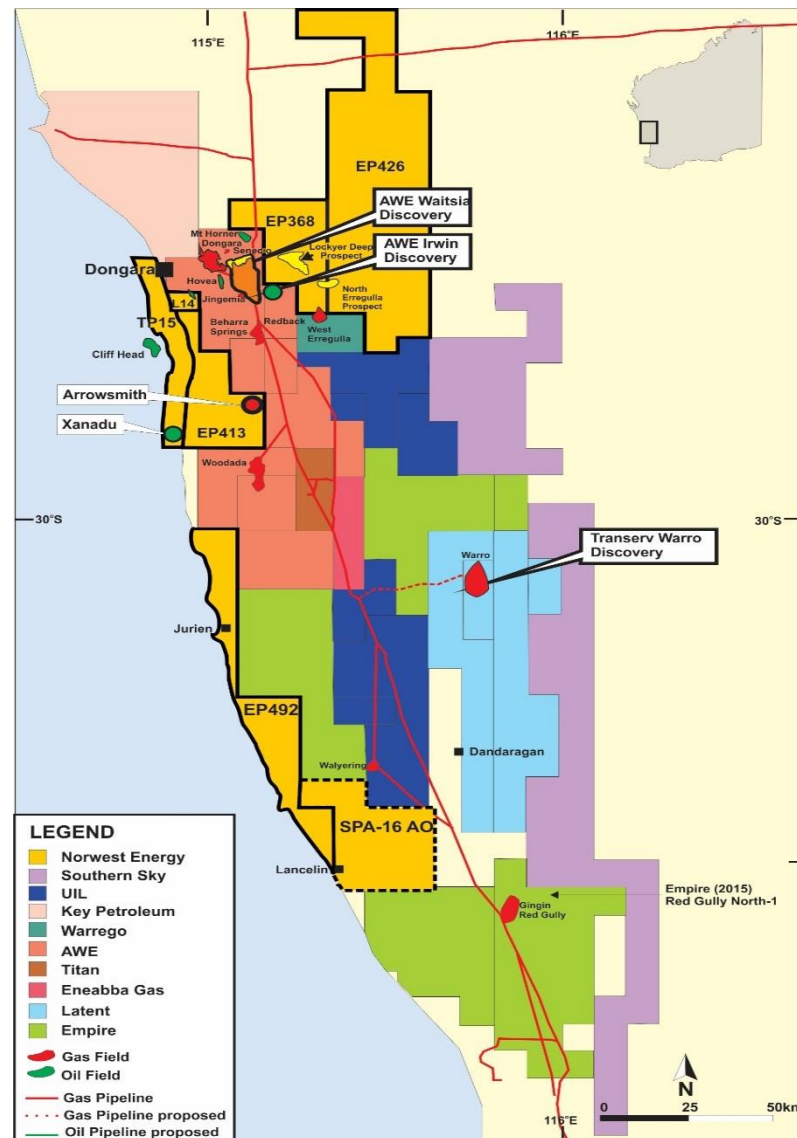 115°E
116°E
EP426
AWE Waitsia
Discovery
EP368
Mt Horner
Dongara
Senecio
Lockyer Deep
Prospect
AWE Irwin
Discovery
Dongara
Hovea
Jingemia
North
Erregulla
Prospect
L14
TP15
Beharra
Springs
Redback
West
Erregulla
Cliff Head
Arrowsmith
Xanadu
EP413
Woodada
30°S
30°S
Transerv Warro
Discovery
Warro
Jurien
EP492
Dandaragan
Walyering
SPA-16 AO
Lancelin
Empire (2015)
Red Gully North-1
Gingin
Red Gully
LEGEND
Norwest Energy
Southern Sky
UIL
Key Petroleum
Warrego
AWE
Titan
Eneabba Gas
Latent
Empire
Gas Field
Oil Field
Gas Pipeline
Gas Pipeline proposed
Oil Pipeline proposed
N
0 25 50km
116°E